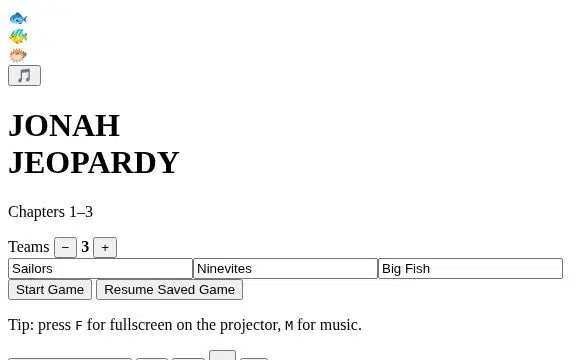 JONAH
JEOPARDY
Chapters 1–3
Teams − 3 +
Sailors Ninevites Big Fish
Start Game Resume Saved Game
Tip: press F for fullscreen on the projector, M for music.